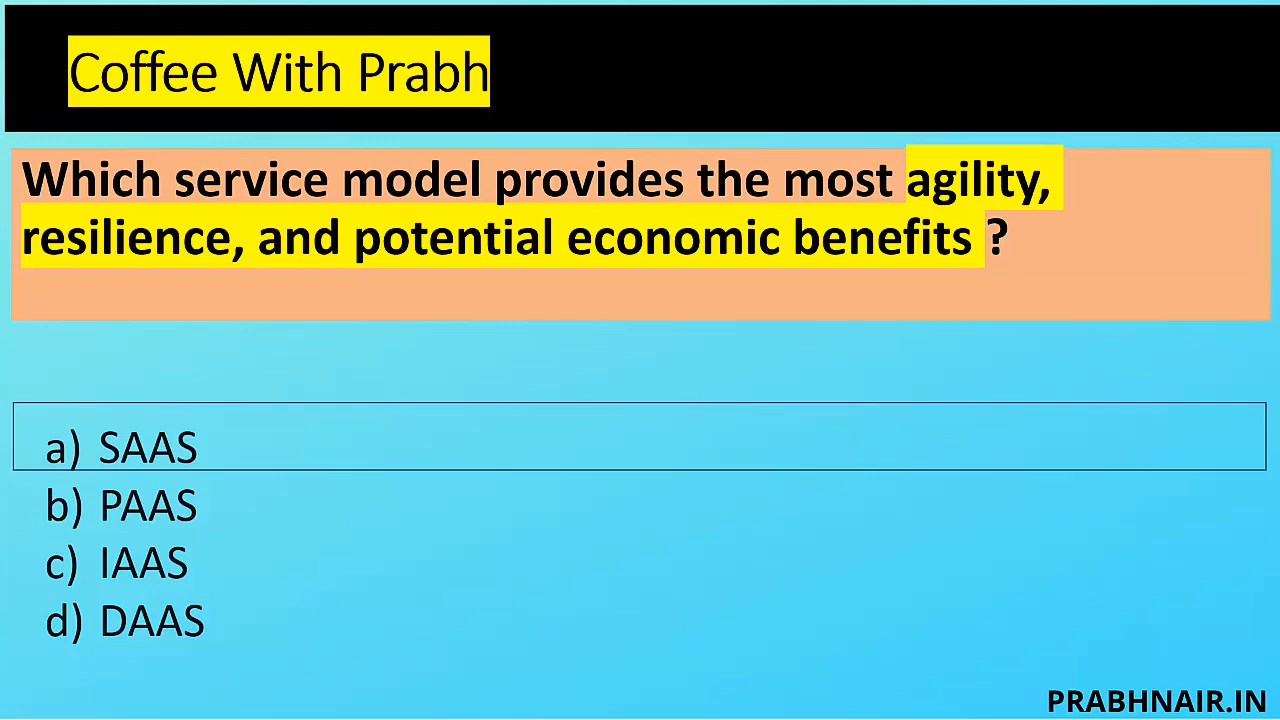 Coffee With Prabh
Which service model provides the most agility,
resilience, and potential economic benefits ?
a) SAAS
b) PAAS
c) IAAS
d) DAAS
PRABHNAIR.IN